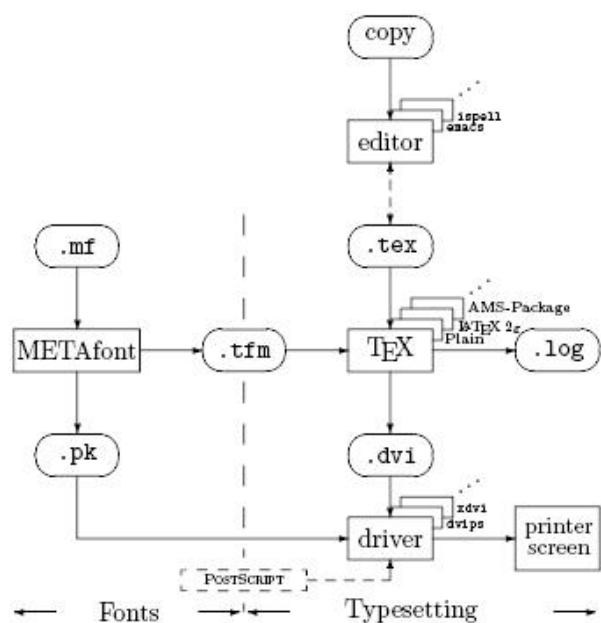 copy
ispell
emacs
editor
.mf
.tex
AMS-Package
LATEX 2ε
Plain
METAfont
.tfm
TEX
.log
.pk
.dvi
xdvi
dvips
driver
printer
screen
POSTSCRIPT
Fonts
Typesetting